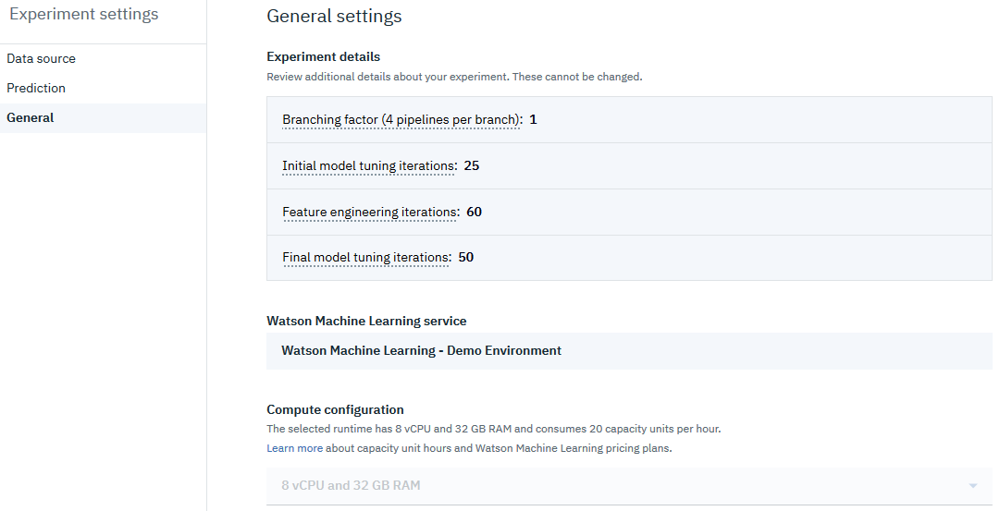 Experiment settings
Data source
Prediction
General
General settings
Experiment details
Review additional details about your experiment. These cannot be changed.
Branching factor (4 pipelines per branch): 1
Initial model tuning iterations: 25
Feature engineering iterations: 60
Final model tuning iterations: 50
Watson Machine Learning service
Watson Machine Learning - Demo Environment
Compute configuration
The selected runtime has 8 vCPU and 32 GB RAM and consumes 20 capacity units per hour.
Learn more about capacity unit hours and Watson Machine Learning pricing plans.
8 vCPU and 32 GB RAM